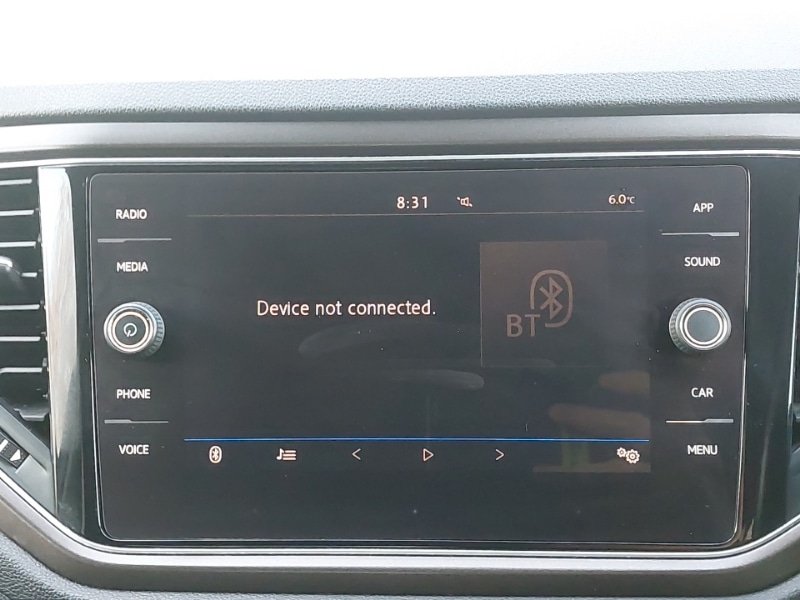 RADIO
MEDIA
PHONE
VOICE
8:31
6.0°C
Device not connected.
BT
APP
SOUND
CAR
MENU